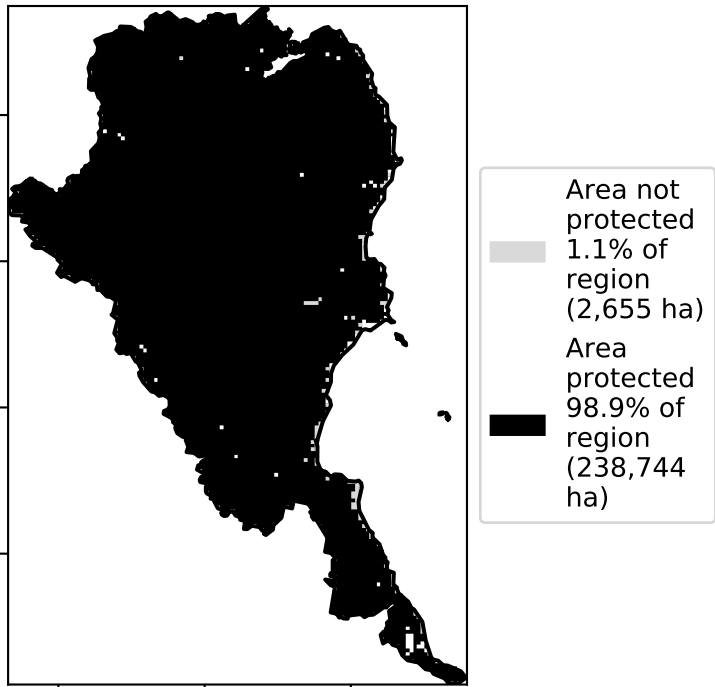 Area not
protected
1.1% of
region
(2,655 ha)
Area
protected
98.9% of
region
(238,744
ha)